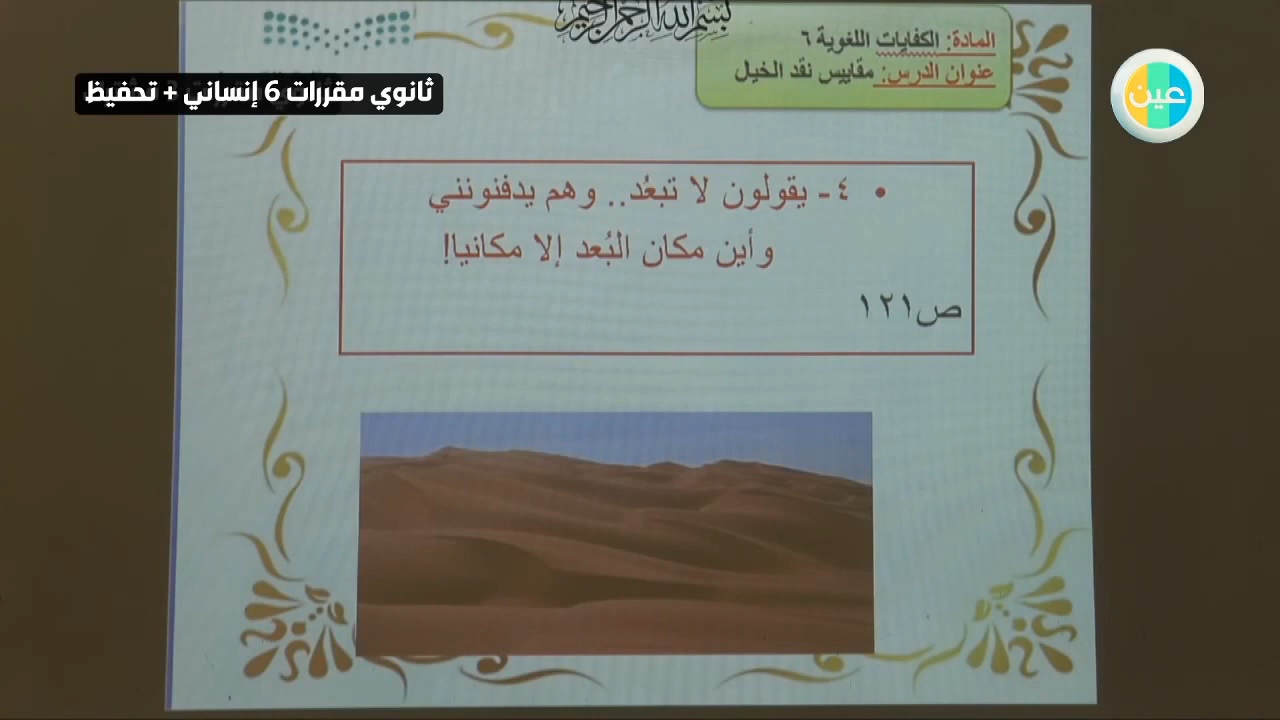 بسم الله الرحمن الرحيم
المادة: الكفايات اللغوية ٦
عنوان الدرس: مقاييس نقد الخيل
ثانوي مقررات 6 إنساني + تحفيظ
عين
• ٤- يقولون لا تبعُد.. وهم يدفنونني
وأين مكان البُعد إلا مكانيا!
ص١٢١